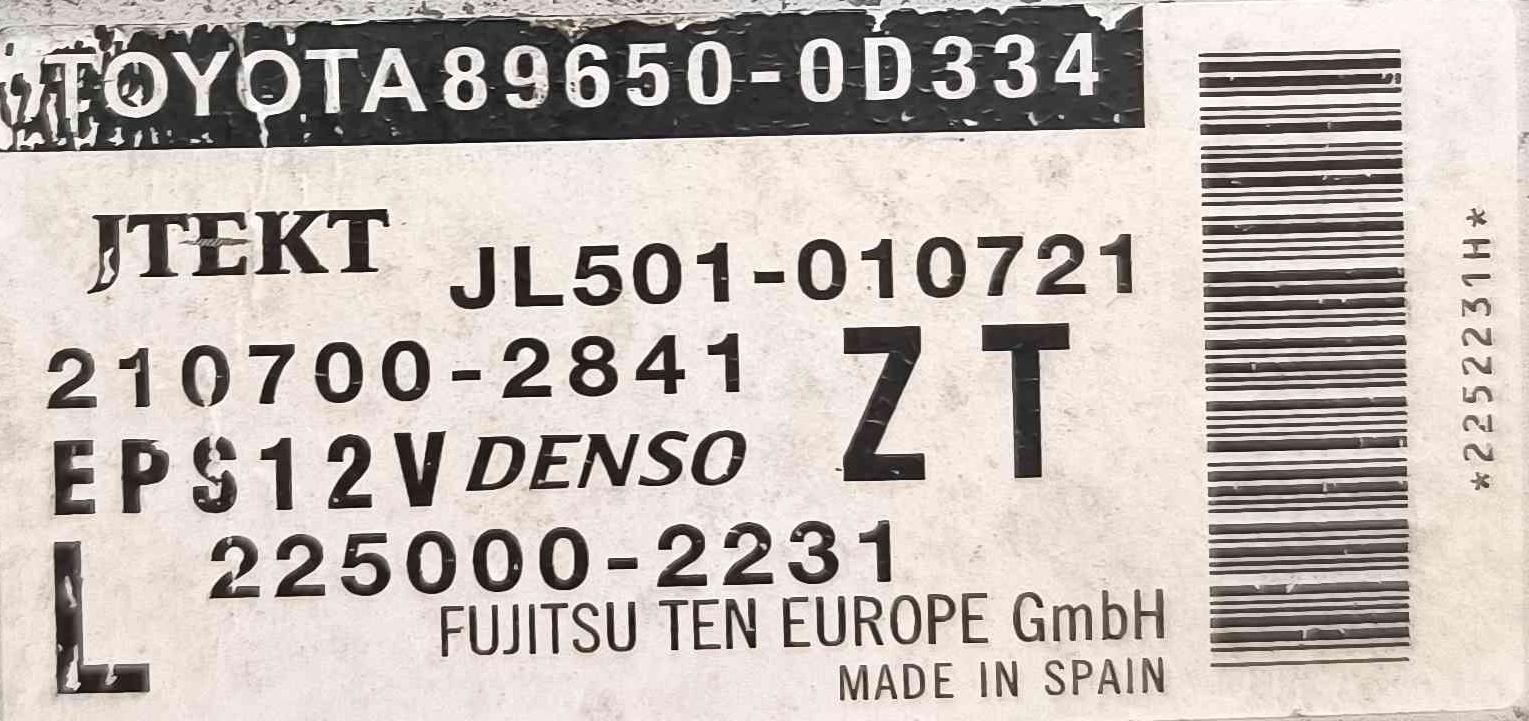 TOYOTA 89650-0D334
JTEKT JL501-010721
210700-2841 ZT
EPS12V DENSO
L 225000-2231
FUJITSU TEN EUROPE GmbH
MADE IN SPAIN
*2252231H*